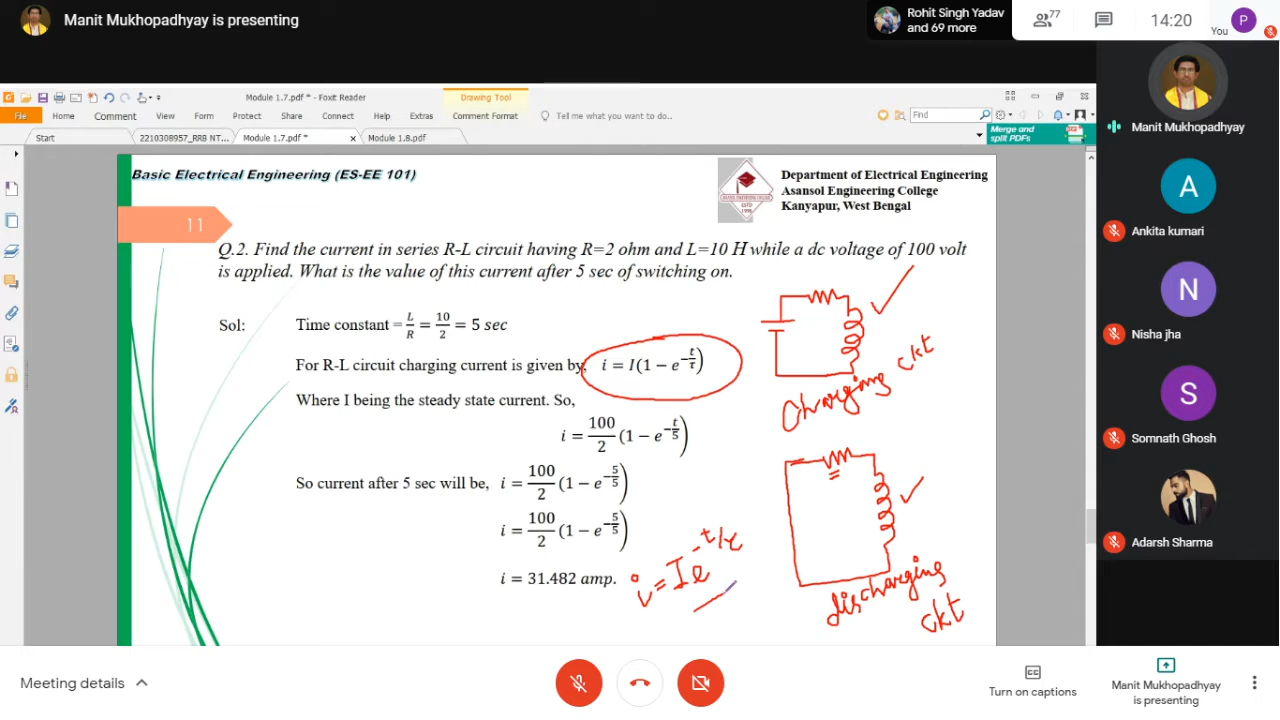 Manit Mukhopadhyay is presenting
Rohit Singh Yadav
and 69 more
77
14:20
You
P
Module 1.7.pdf * - Foxit Reader
Drawing Tool
File
Home
Comment
View
Form
Protect
Share
Connect
Help
Extras
Comment Format
Tell me what you want to do..
Find
Start
2210308957_RRB NT...
Module 1.7.pdf *
Module 1.8.pdf
Merge and
split PDFs
Basic Electrical Engineering (ES-EE 101)
Department of Electrical Engineering
Asansol Engineering College
Kanyapur, West Bengal
11
Q.2. Find the current in series R-L circuit having R=2 ohm and L=10 H while a dc voltage of 100 volt
is applied. What is the value of this current after 5 sec of switching on.
Sol:
Time constant = L/R = 10/2 = 5 sec
For R-L circuit charging current is given by, i = I(1 − e^(−t/τ))
Where I being the steady state current. So,
i = 100/2 (1 − e^(−t/5))
So current after 5 sec will be, i = 100/2 (1 − e^(−5/5))
i = 100/2 (1 − e^(−5/5))
i = 31.482 amp.
i = I e^(-t/τ)
Charging ckt
discharging
ckt
Manit Mukhopadhyay
A
Ankita kumari
N
Nisha jha
S
Somnath Ghosh
Adarsh Sharma
Meeting details
CC
Turn on captions
Manit Mukhopadhyay
is presenting